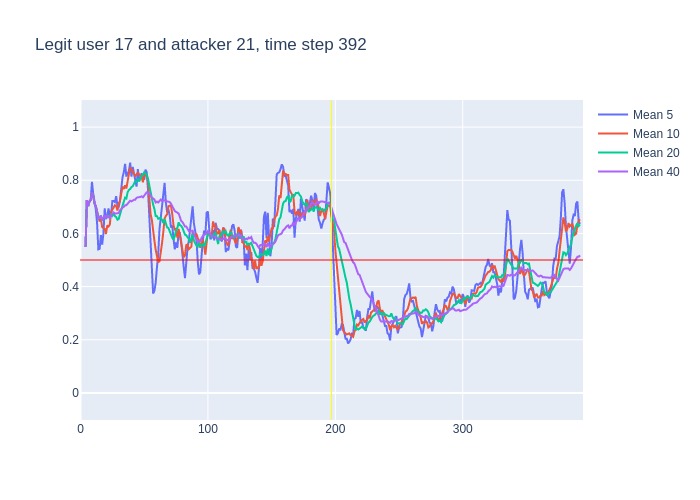 Legit user 17 and attacker 21, time step 392
Mean 5
Mean 10
Mean 20
Mean 40
1
0.8
0.6
0.4
0.2
0
0 100 200 300